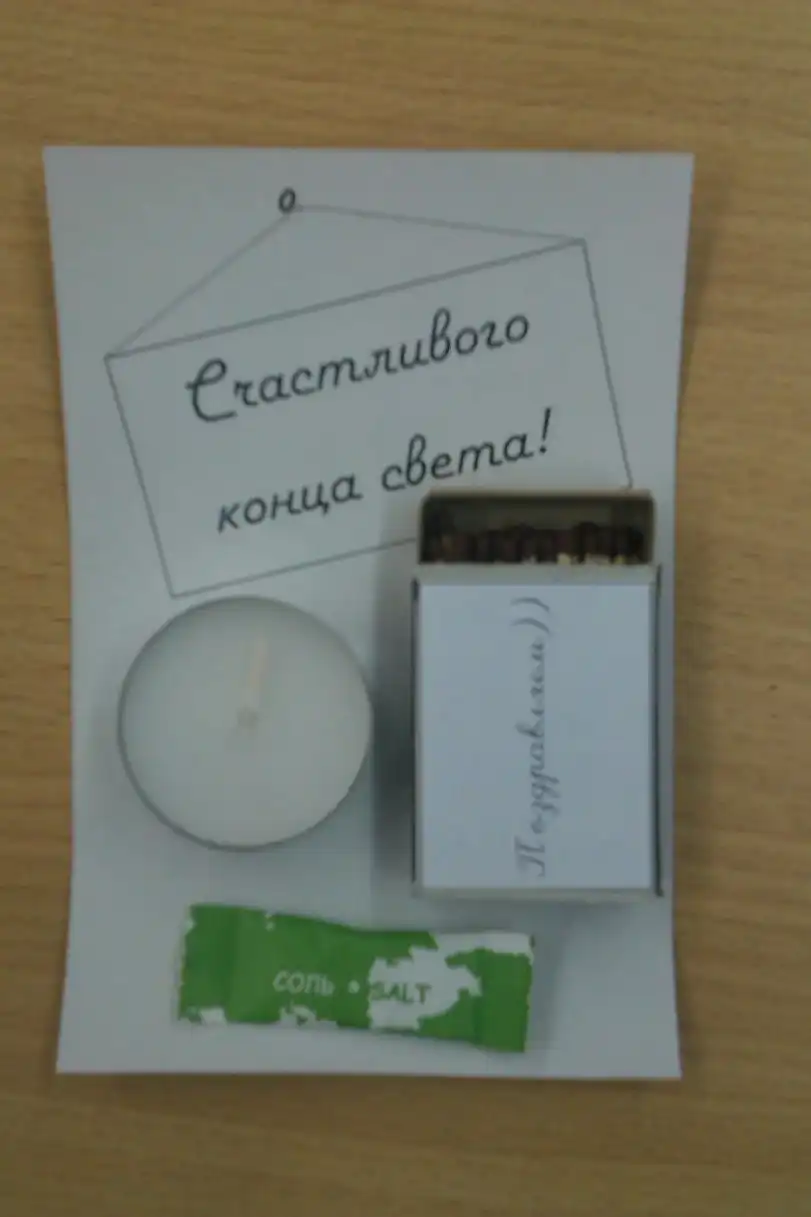 Счастливого
конца света!
Поздравляем))
соль • SALT